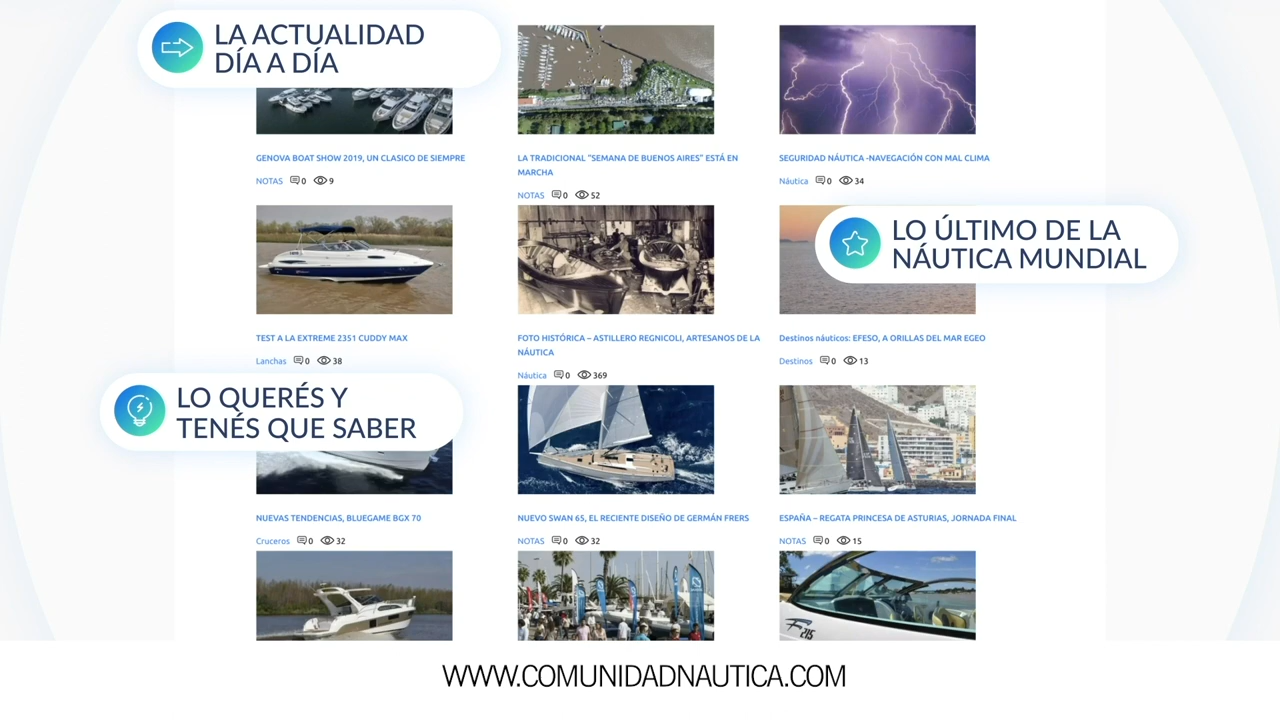 LA ACTUALIDAD
DÍA A DÍA
GENOVA BOAT SHOW 2019, UN CLASICO DE SIEMPRE
NOTAS 0 9
LA TRADICIONAL "SEMANA DE BUENOS AIRES" ESTÁ EN
MARCHA
NOTAS 0 52
SEGURIDAD NÁUTICA -NAVEGACIÓN CON MAL CLIMA
Náutica 0 34
LO ÚLTIMO DE LA
NÁUTICA MUNDIAL
TEST A LA EXTREME 2351 CUDDY MAX
Lanchas 0 38
FOTO HISTÓRICA – ASTILLERO REGNICOLI, ARTESANOS DE LA
NÁUTICA
Náutica 0 369
Destinos náuticos: EFESO, A ORILLAS DEL MAR EGEO
Destinos 0 13
LO QUERÉS Y
TENÉS QUE SABER
NUEVAS TENDENCIAS, BLUEGAME BGX 70
Cruceros 0 32
NUEVO SWAN 65, EL RECIENTE DISEÑO DE GERMÁN FRERS
NOTAS 0 32
ESPAÑA – REGATA PRINCESA DE ASTURIAS, JORNADA FINAL
NOTAS 0 15
F 215
WWW.COMUNIDADNAUTICA.COM